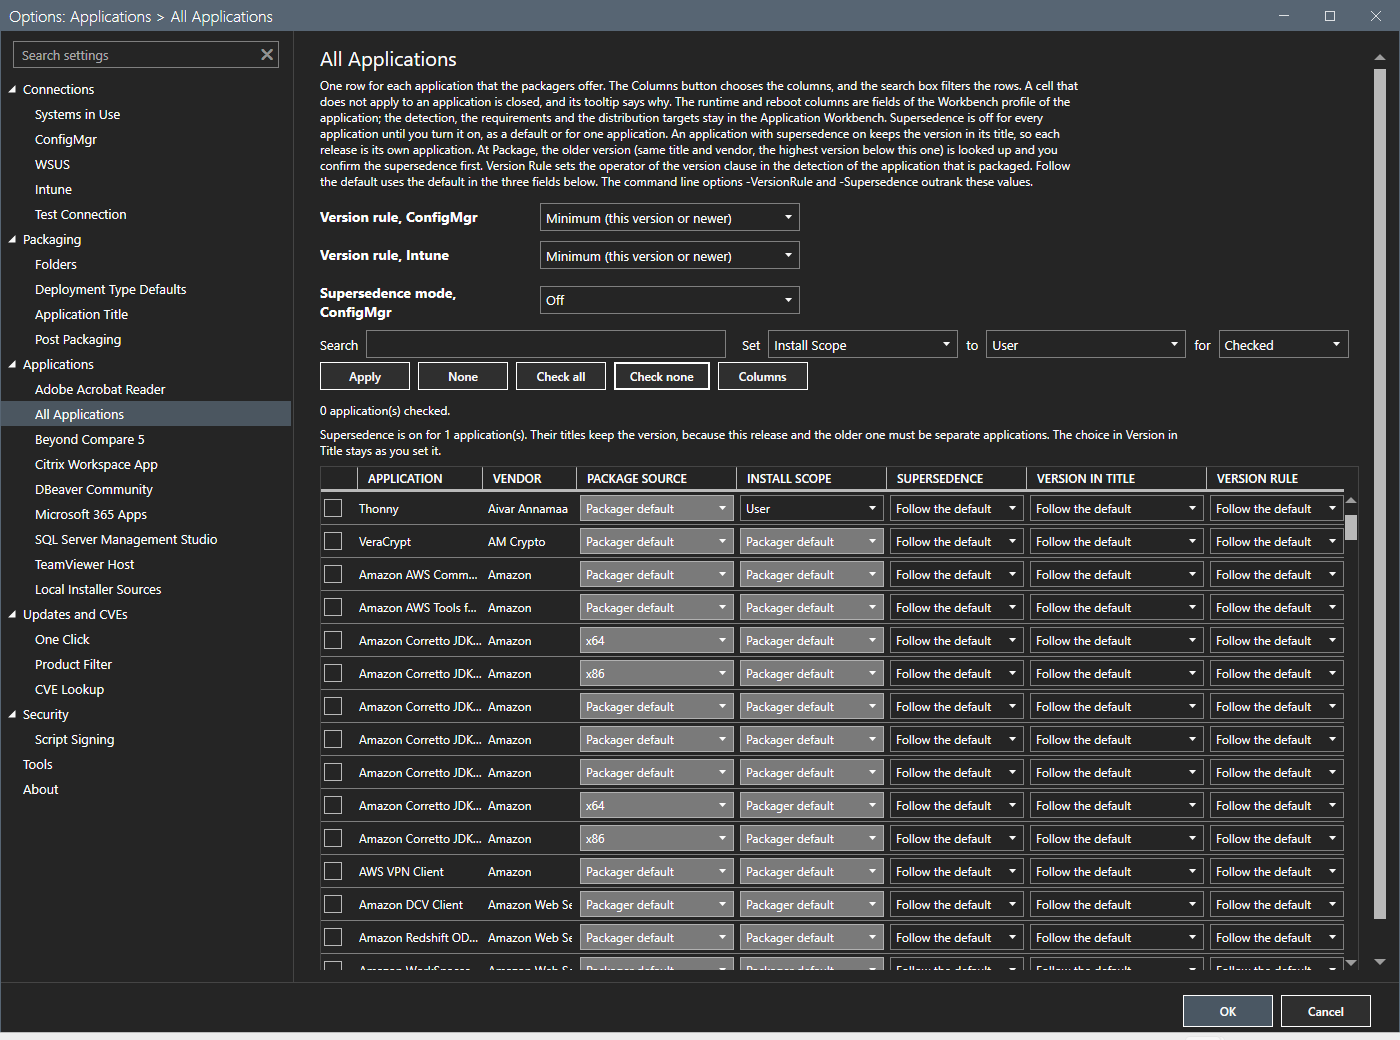 Options: Applications > All Applications
Search settings
Connections
Systems in Use
ConfigMgr
WSUS
Intune
Test Connection
Packaging
Folders
Deployment Type Defaults
Application Title
Post Packaging
Applications
Adobe Acrobat Reader
All Applications
Beyond Compare 5
Citrix Workspace App
DBeaver Community
Microsoft 365 Apps
SQL Server Management Studio
TeamViewer Host
Local Installer Sources
Updates and CVEs
One Click
Product Filter
CVE Lookup
Security
Script Signing
Tools
About
All Applications
One row for each application that the packagers offer. The Columns button chooses the columns, and the search box filters the rows. A cell that
does not apply to an application is closed, and its tooltip says why. The runtime and reboot columns are fields of the Workbench profile of the
application; the detection, the requirements and the distribution targets stay in the Application Workbench. Supersedence is off for every
application until you turn it on, as a default or for one application. An application with supersedence on keeps the version in its title, so each
release is its own application. At Package, the older version (same title and vendor, the highest version below this one) is looked up and you
confirm the supersedence first. Version Rule sets the operator of the version clause in the detection of the application that is packaged. Follow
the default uses the default in the three fields below. The command line options -VersionRule and -Supersedence outrank these values.
Version rule, ConfigMgr Minimum (this version or newer)
Version rule, Intune Minimum (this version or newer)
Supersedence mode,
ConfigMgr Off
Search Set Install Scope to User for Checked
Apply None Check all Check none Columns
0 application(s) checked.
Supersedence is on for 1 application(s). Their titles keep the version, because this release and the older one must be separate applications. The choice in Version in
Title stays as you set it.
APPLICATION VENDOR PACKAGE SOURCE INSTALL SCOPE SUPERSEDENCE VERSION IN TITLE VERSION RULE
Thonny Aivar Annamaa Packager default User Follow the default Follow the default Follow the default
VeraCrypt AM Crypto Packager default Packager default Follow the default Follow the default Follow the default
Amazon AWS Comm... Amazon Packager default Packager default Follow the default Follow the default Follow the default
Amazon AWS Tools f... Amazon Packager default Packager default Follow the default Follow the default Follow the default
Amazon Corretto JDK... Amazon x64 Packager default Follow the default Follow the default Follow the default
Amazon Corretto JDK... Amazon x86 Packager default Follow the default Follow the default Follow the default
Amazon Corretto JDK... Amazon Packager default Packager default Follow the default Follow the default Follow the default
Amazon Corretto JDK... Amazon Packager default Packager default Follow the default Follow the default Follow the default
Amazon Corretto JDK... Amazon Packager default Packager default Follow the default Follow the default Follow the default
Amazon Corretto JDK... Amazon x64 Packager default Follow the default Follow the default Follow the default
Amazon Corretto JDK... Amazon x86 Packager default Follow the default Follow the default Follow the default
AWS VPN Client Amazon Packager default Packager default Follow the default Follow the default Follow the default
Amazon DCV Client Amazon Web Se Packager default Packager default Follow the default Follow the default Follow the default
Amazon Redshift OD... Amazon Web Se Packager default Packager default Follow the default Follow the default Follow the default
Amazon WorkSpaces Amazon Web Se Packager default Packager default Follow the default Follow the default Follow the default
OK Cancel